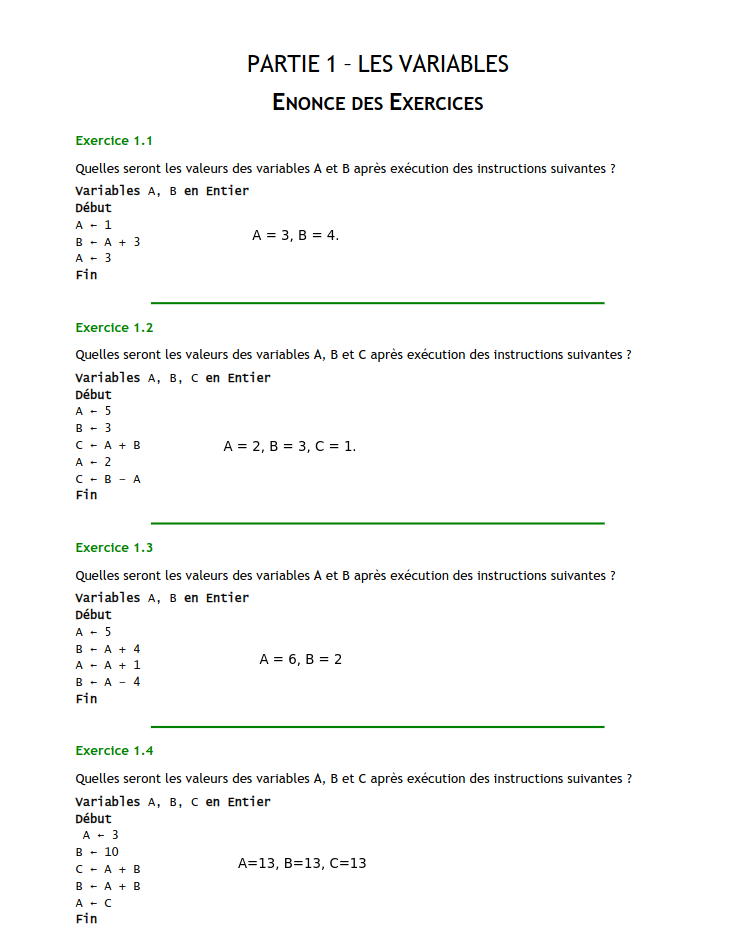 PARTIE 1 – LES VARIABLES
ENONCE DES EXERCICES
Exercice 1.1
Quelles seront les valeurs des variables A et B après exécution des instructions suivantes ?
Variables A, B en Entier
Début
A ← 1
B ← A + 3
A ← 3
Fin
A = 3, B = 4.
Exercice 1.2
Quelles seront les valeurs des variables A, B et C après exécution des instructions suivantes ?
Variables A, B, C en Entier
Début
A ← 5
B ← 3
C ← A + B
A ← 2
C ← B – A
Fin
A = 2, B = 3, C = 1.
Exercice 1.3
Quelles seront les valeurs des variables A et B après exécution des instructions suivantes ?
Variables A, B en Entier
Début
A ← 5
B ← A + 4
A ← A + 1
B ← A – 4
Fin
A = 6, B = 2
Exercice 1.4
Quelles seront les valeurs des variables A, B et C après exécution des instructions suivantes ?
Variables A, B, C en Entier
Début
A ← 3
B ← 10
C ← A + B
B ← A + B
A ← C
Fin
A=13, B=13, C=13